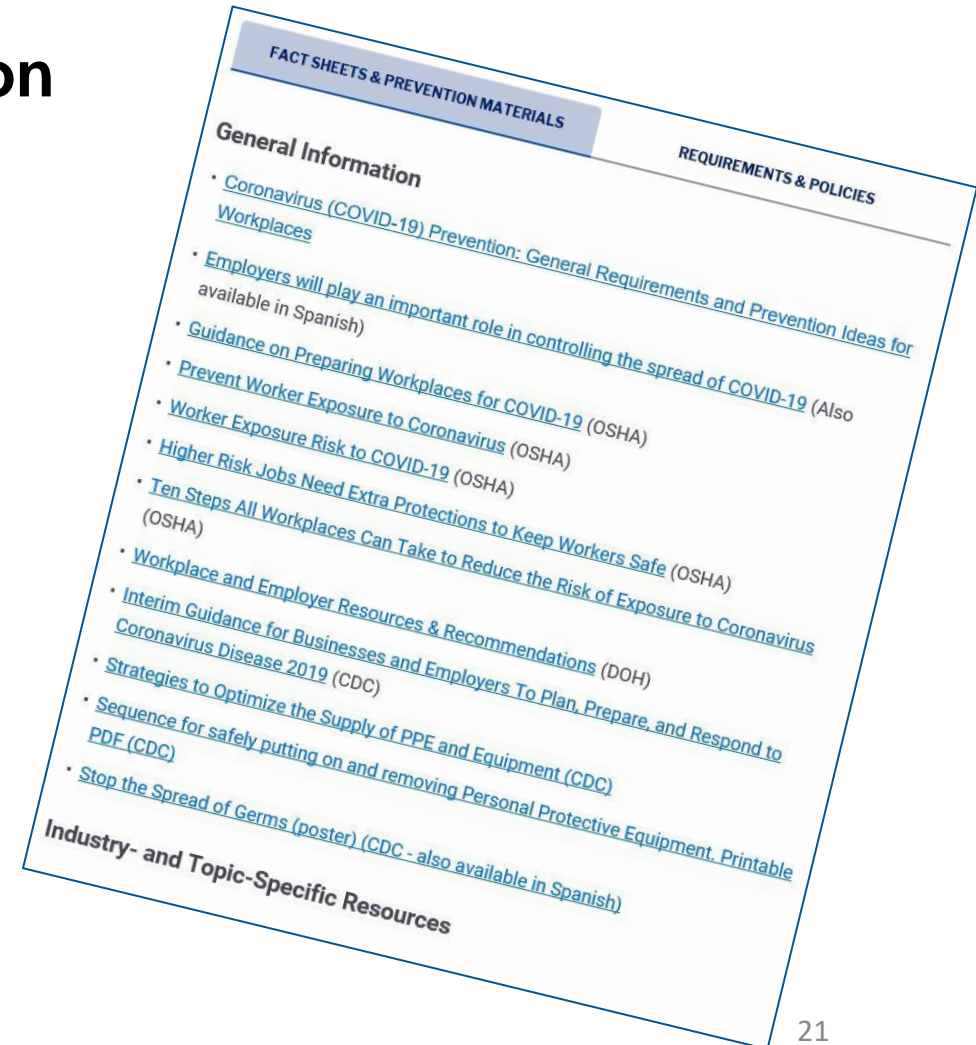 on
FACT SHEETS & PREVENTION MATERIALS
REQUIREMENTS & POLICIES
General Information
• Coronavirus (COVID-19) Prevention: General Requirements and Prevention Ideas for
Workplaces
• Employers will play an important role in controlling the spread of COVID-19 (Also
available in Spanish)
• Guidance on Preparing Workplaces for COVID-19 (OSHA)
• Prevent Worker Exposure to Coronavirus (OSHA)
• Worker Exposure Risk to COVID-19 (OSHA)
• Higher Risk Jobs Need Extra Protections to Keep Workers Safe (OSHA)
• Ten Steps All Workplaces Can Take to Reduce the Risk of Exposure to Coronavirus
(OSHA)
• Workplace and Employer Resources & Recommendations (DOH)
• Interim Guidance for Businesses and Employers To Plan, Prepare, and Respond to
Coronavirus Disease 2019 (CDC)
• Strategies to Optimize the Supply of PPE and Equipment (CDC)
• Sequence for safely putting on and removing Personal Protective Equipment. Printable
PDF (CDC)
• Stop the Spread of Germs (poster) (CDC - also available in Spanish)
Industry- and Topic-Specific Resources
21